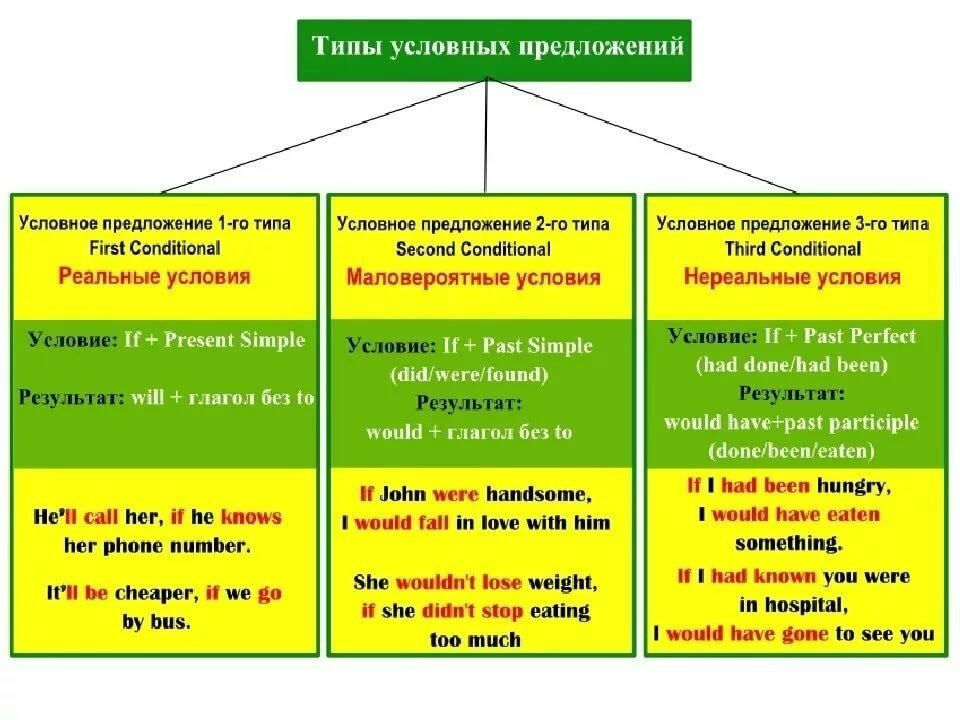 Типы условных предложений
Условное предложение 1-го типа
First Conditional
Реальные условия
Условие: If + Present Simple
Результат: will + глагол без to
He'll call her, if he knows
her phone number.
It'll be cheaper, if we go
by bus.
Условное предложение 2-го типа
Second Conditional
Маловероятные условия
Условие: If + Past Simple
(did/were/found)
Результат:
would + глагол без to
If John were handsome,
I would fall in love with him
She wouldn't lose weight,
if she didn't stop eating
too much
Условное предложение 3-го типа
Third Conditional
Нереальные условия
Условие: If + Past Perfect
(had done/had been)
Результат:
would have+past participle
(done/been/eaten)
If I had been hungry,
I would have eaten
something.
If I had known you were
in hospital,
I would have gone to see you